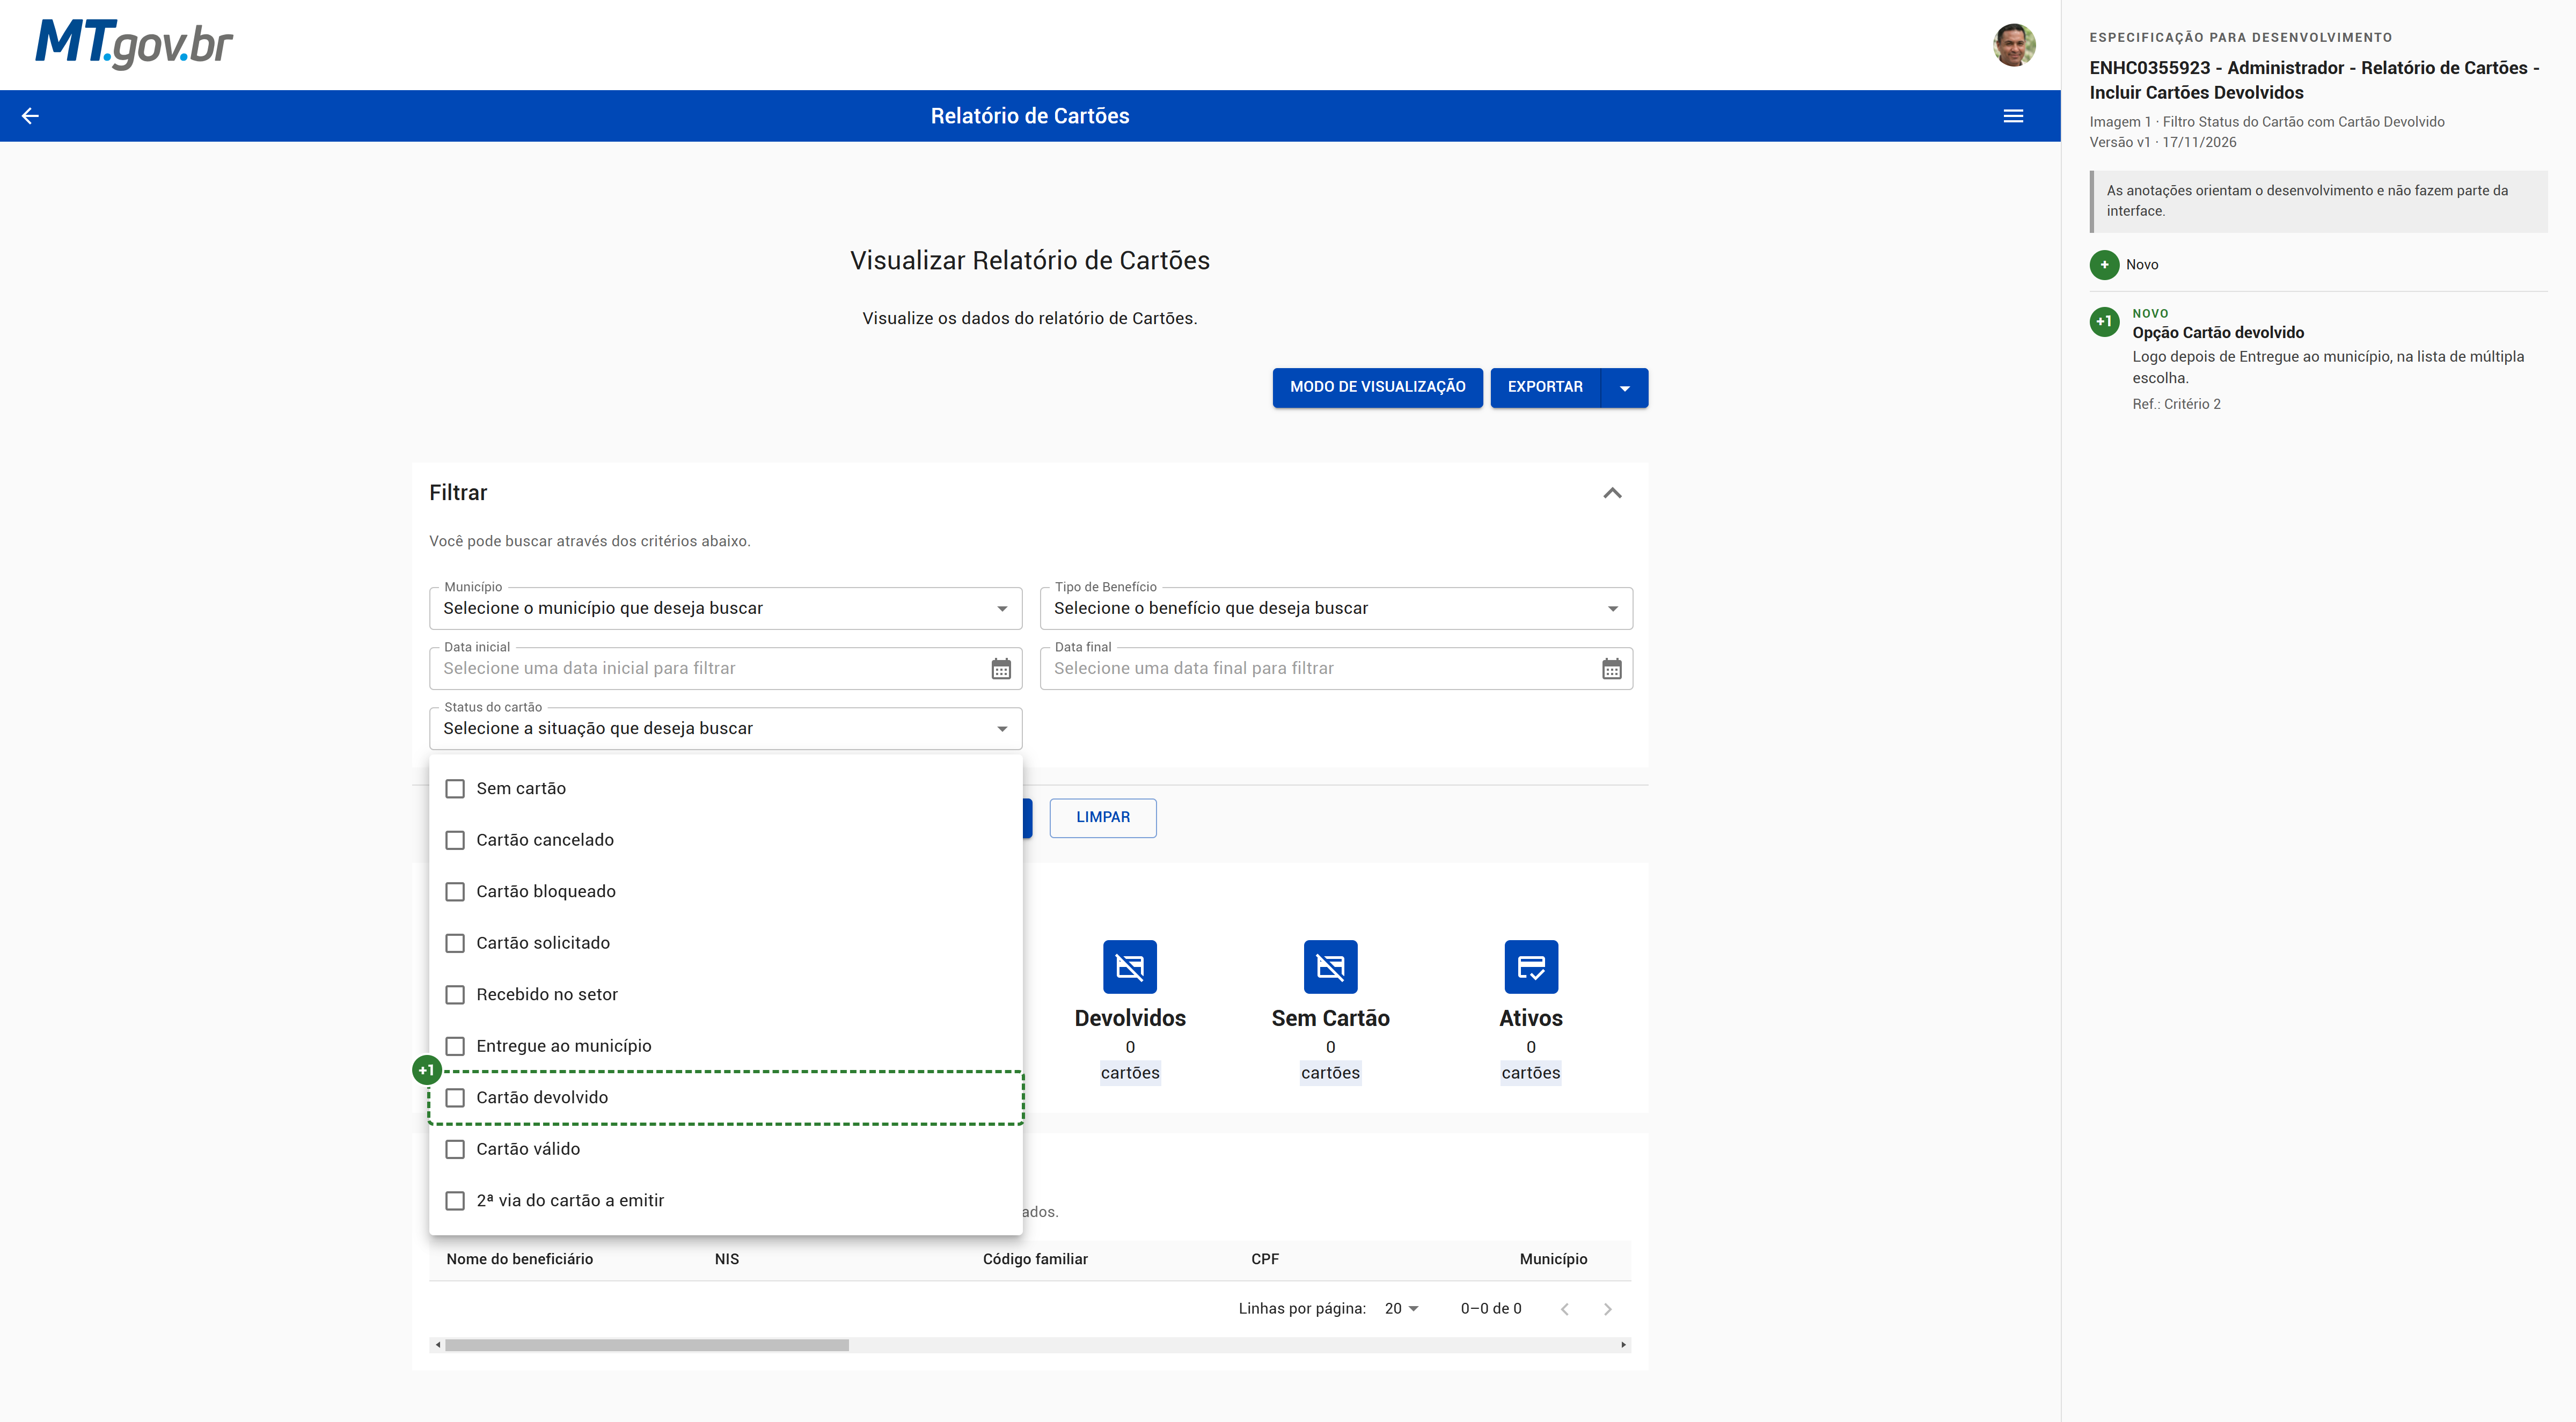 MT.gov.br
Relatório de Cartões
Visualizar Relatório de Cartões
Visualize os dados do relatório de Cartões.
MODO DE VISUALIZAÇÃO
EXPORTAR
Filtrar
Você pode buscar através dos critérios abaixo.
Município
Selecione o município que deseja buscar
Tipo de Benefício
Selecione o benefício que deseja buscar
Data inicial
Selecione uma data inicial para filtrar
Data final
Selecione uma data final para filtrar
Status do cartão
Selecione a situação que deseja buscar
Sem cartão
Cartão cancelado
Cartão bloqueado
Cartão solicitado
Recebido no setor
Entregue ao município
+1
Cartão devolvido
Cartão válido
2ª via do cartão a emitir
LIMPAR
Devolvidos
0
cartões
Sem Cartão
0
cartões
Ativos
0
cartões
ados.
Nome do beneficiário
NIS
Código familiar
CPF
Município
Linhas por página: 20
0–0 de 0
ESPECIFICAÇÃO PARA DESENVOLVIMENTO
ENHC0355923 - Administrador - Relatório de Cartões -
Incluir Cartões Devolvidos
Imagem 1 · Filtro Status do Cartão com Cartão Devolvido
Versão v1 · 17/11/2026
As anotações orientam o desenvolvimento e não fazem parte da
interface.
+ Novo
+1 NOVO
Opção Cartão devolvido
Logo depois de Entregue ao município, na lista de múltipla
escolha.
Ref.: Critério 2